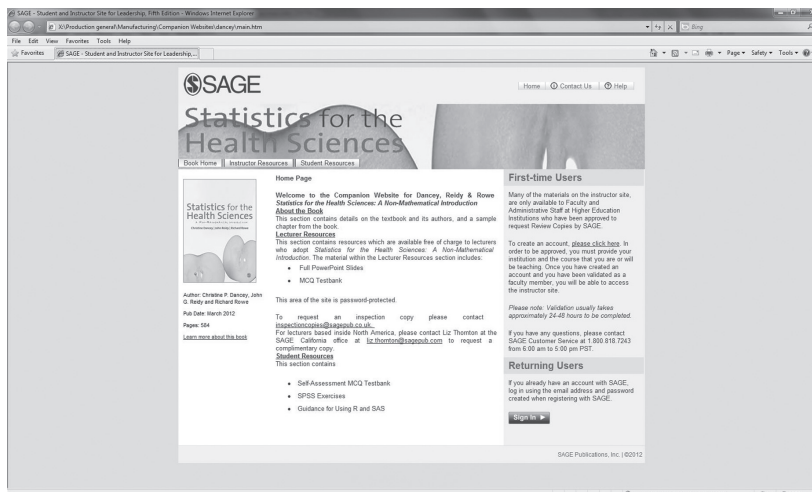 SAGE - Student and Instructor Site for Leadership, Fifth Edition - Windows Internet Explorer
X:\Production general\Manufacturing\Companion Websites\dancey\main.htm
Bing
File Edit View Favorites Tools Help
Favorites
SAGE - Student and Instructor Site for Leadership,...
Page Safety Tools
SAGE
Home Contact Us Help
Statistics for the
Health Sciences
Book Home Instructor Resources Student Resources
Statistics for the
Health Sciences
Author: Christine P. Dancey, John
G. Reidy and Richard Rowe
Pub Date: March 2012
Pages: 584
Learn more about this book
Home Page
Welcome to the Companion Website for Dancey, Reidy & Rowe
Statistics for the Health Sciences: A Non-Mathematical Introduction
About the Book
This section contains details on the textbook and its authors, and a sample
chapter from the book.
Lecturer Resources
This section contains resources which are available free of charge to lecturers
who adopt Statistics for the Health Sciences: A Non-Mathematical
Introduction. The material within the Lecturer Resources section includes:
• Full PowerPoint Slides
• MCQ Testbank
This area of the site is password-protected.
To request an inspection copy please contact
inspectioncopies@sagepub.co.uk.
For lecturers based inside North America, please contact Liz Thornton at the
SAGE California office at liz.thornton@sagepub.com to request a
complimentary copy.
Student Resources
This section contains
• Self-Assessment MCQ Testbank
• SPSS Exercises
• Guidance for Using R and SAS
First-time Users
Many of the materials on the instructor site,
are only available to Faculty and
Administrative Staff at Higher Education
Institutions who have been approved to
request Review Copies by SAGE.
To create an account, please click here. In
order to be approved, you must provide your
institution and the course that you are or will
be teaching. Once you have created an
account and you have been validated as a
faculty member, you will be able to access
the instructor site.
Please note: Validation usually takes
approximately 24-48 hours to be completed.
If you have any questions, please contact
SAGE Customer Service at 1.800.818.7243
from 6:00 am to 5:00 pm PST.
Returning Users
If you already have an account with SAGE,
log in using the email address and password
created when registering with SAGE.
Sign In
SAGE Publications, Inc. | ©2012